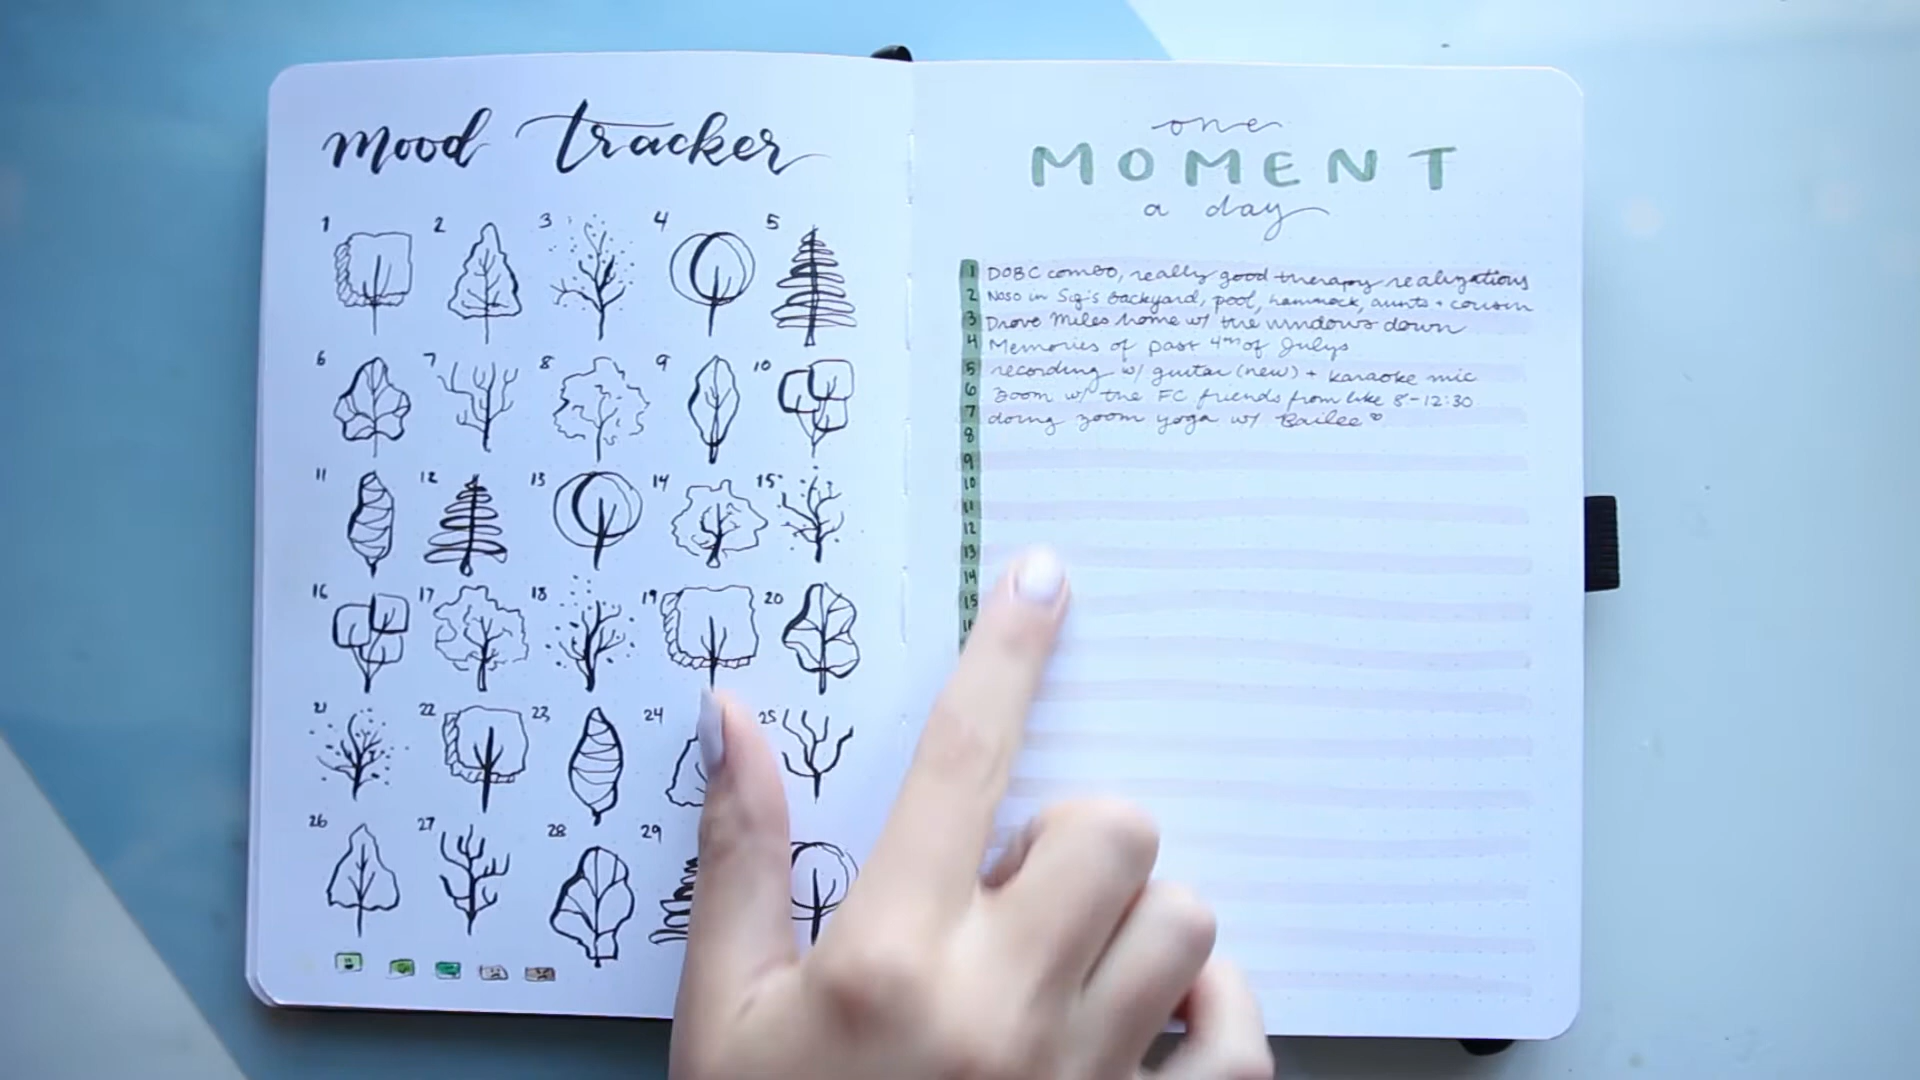 mood tracker
1 2 3 4 5
6 7 8 9 10
11 12 13 14 15
16 17 18 19 20
21 22 23 24 25
26 27 28 29
one
MOMENT
a day
1 DOBC combo, really good therapy realizations
2 in backyard, pool, hammock, aunts + cousin
3 Drove Miles home w/ the windows down
4 Memories of past 4th of Julys
5 recording w/ guitar (new) + karaoke mic
6 zoom w/ the FC friends from like 8-12:30
7 doing zoom yoga w/ Bailee
8
9
10
11
12
13
14
15